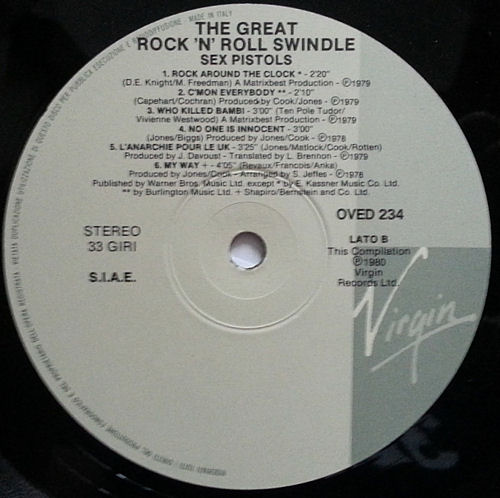 THE GREAT
ROCK 'N' ROLL SWINDLE
SEX PISTOLS
1. ROCK AROUND THE CLOCK * - 2'20"
(D.E. Knight/M. Freedman) A Matrixbest Production - ℗1979
2. C'MON EVERYBODY ** - 2'10"
(Capehart/Cochran) Produced by Cook/Jones - ℗1979
3. WHO KILLED BAMBI - 3'00" (Ten Pole Tudor/
Vivienne Westwood) A Matrixbest Production - ℗1979
4. NO ONE IS INNOCENT - 3'00"
(Jones/Biggs) Produced by Jones/Cook - ℗1978
5. L'ANARCHIE POUR LE UK - 3'25" (Jones/Matlock/Cook/Rotten)
Produced by J. Davoust - Translated by L. Brennon - ℗1979
6. MY WAY + - 4'05" (Revaux/Francois/Anka)
Produced by Jones/Cook - Arranged by S. Jeffes - ℗1978
Published by Warner Bros. Music Ltd. except * by E. Kassner Music Co. Ltd.
** by Burlington Music Ltd. + Shapiro/Bernstein and Co. Ltd.
STEREO
33 GIRI
S.I.A.E.
OVED 234
LATO B
This Compilation
℗1980
Virgin
Records Ltd.
Virgin
MADE IN ITALY